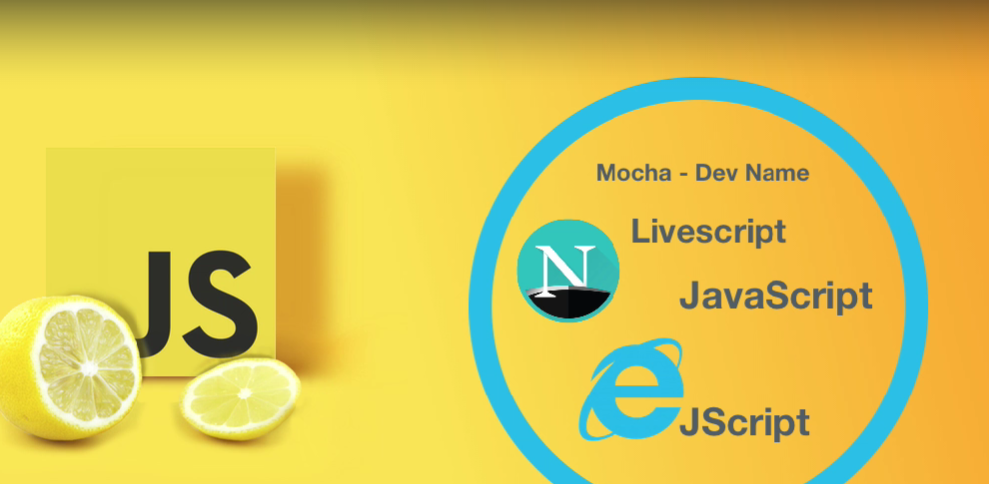 JS
Mocha - Dev Name
Livescript
N
JavaScript
e
JScript